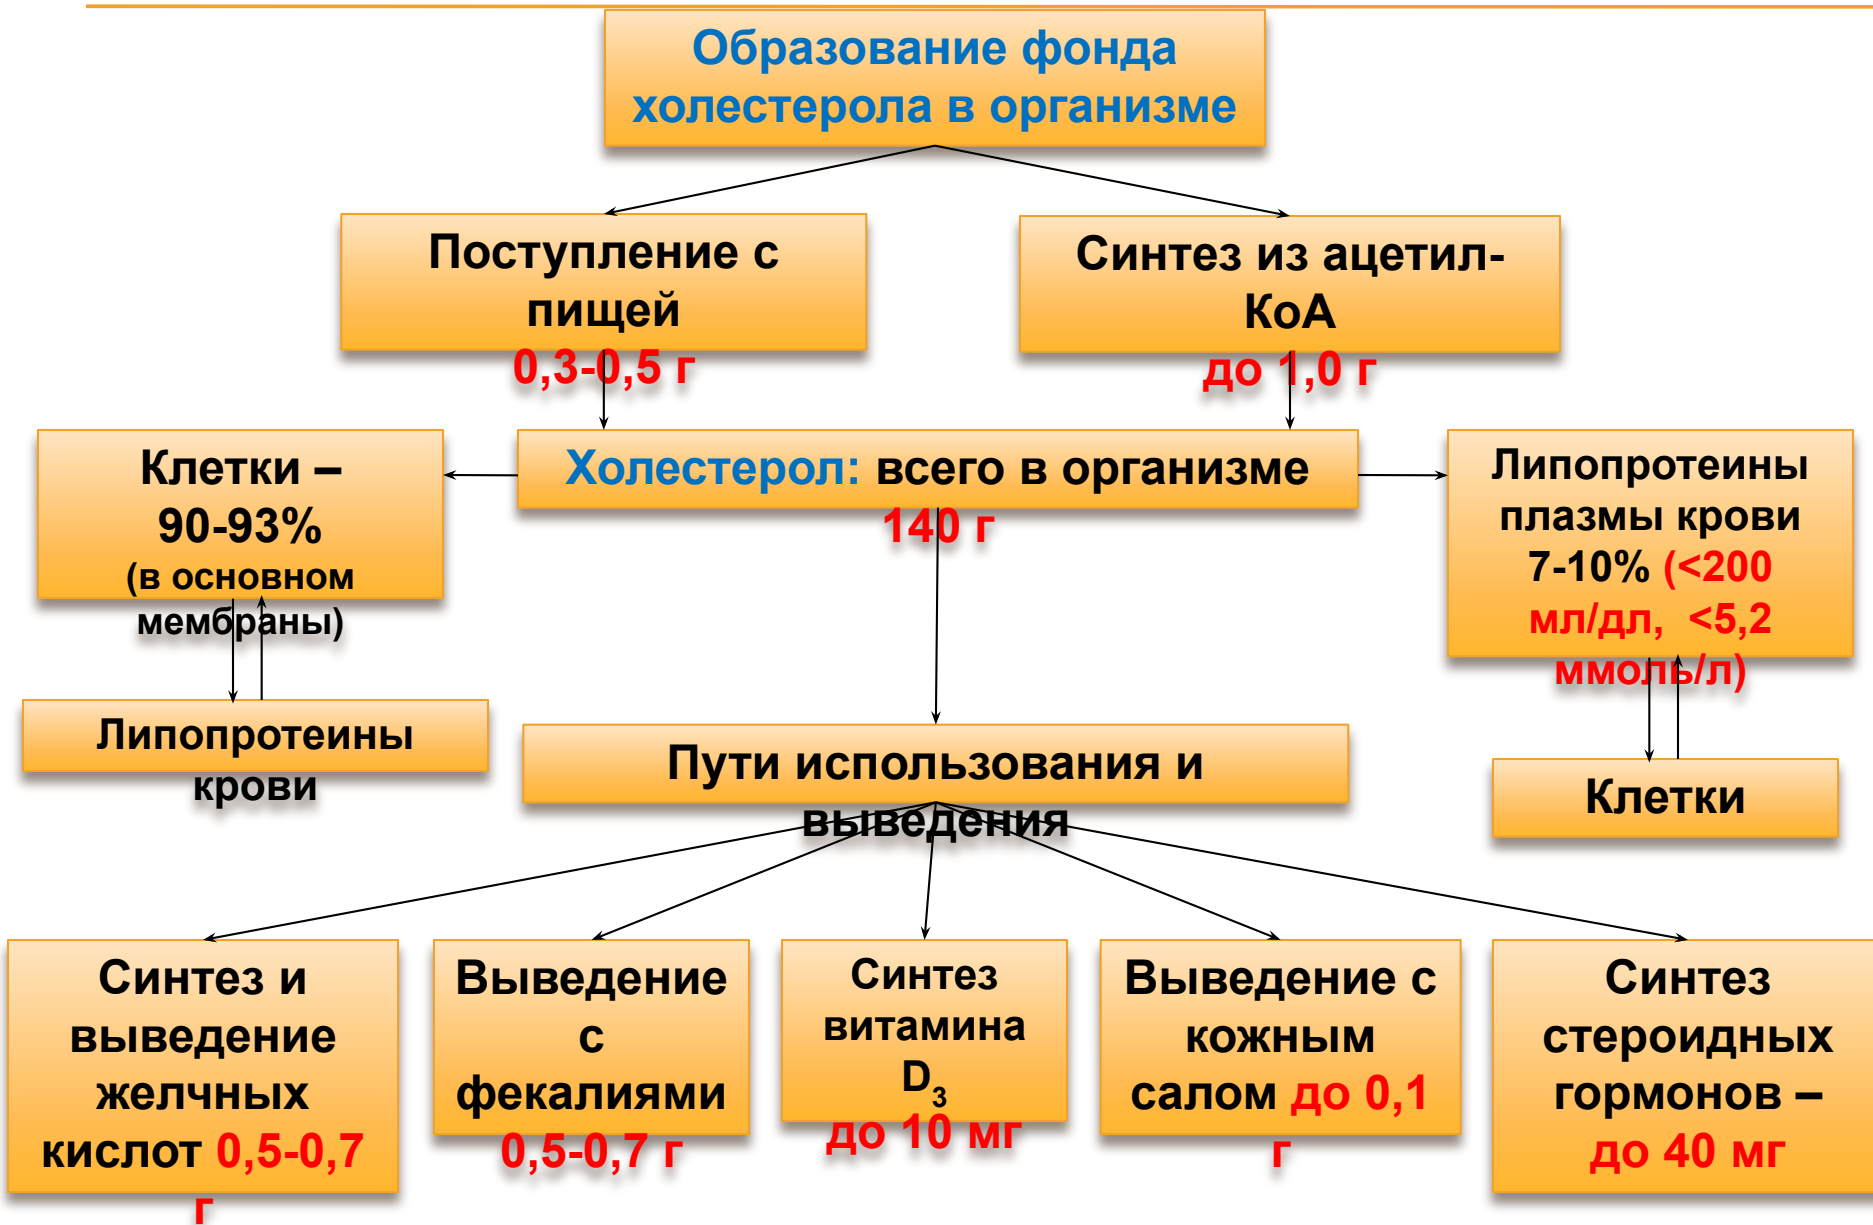 Образование фонда
холестерола в организме
Поступление с
пищей
0,3-0,5 г
Синтез из ацетил-
КоА
до 1,0 г
Клетки –
90-93%
(в основном
мембраны)
Холестерол: всего в организме
140 г
Липопротеины
плазмы крови
7-10% (<200
мл/дл, <5,2
ммоль/л)
Липопротеины
крови
Пути использования и
выведения
Клетки
Синтез и
выведение
желчных
кислот 0,5-0,7
г
Выведение
с
фекалиями
0,5-0,7 г
Синтез
витамина
D₃
до 10 мг
Выведение с
кожным
салом до 0,1
г
Синтез
стероидных
гормонов –
до 40 мг